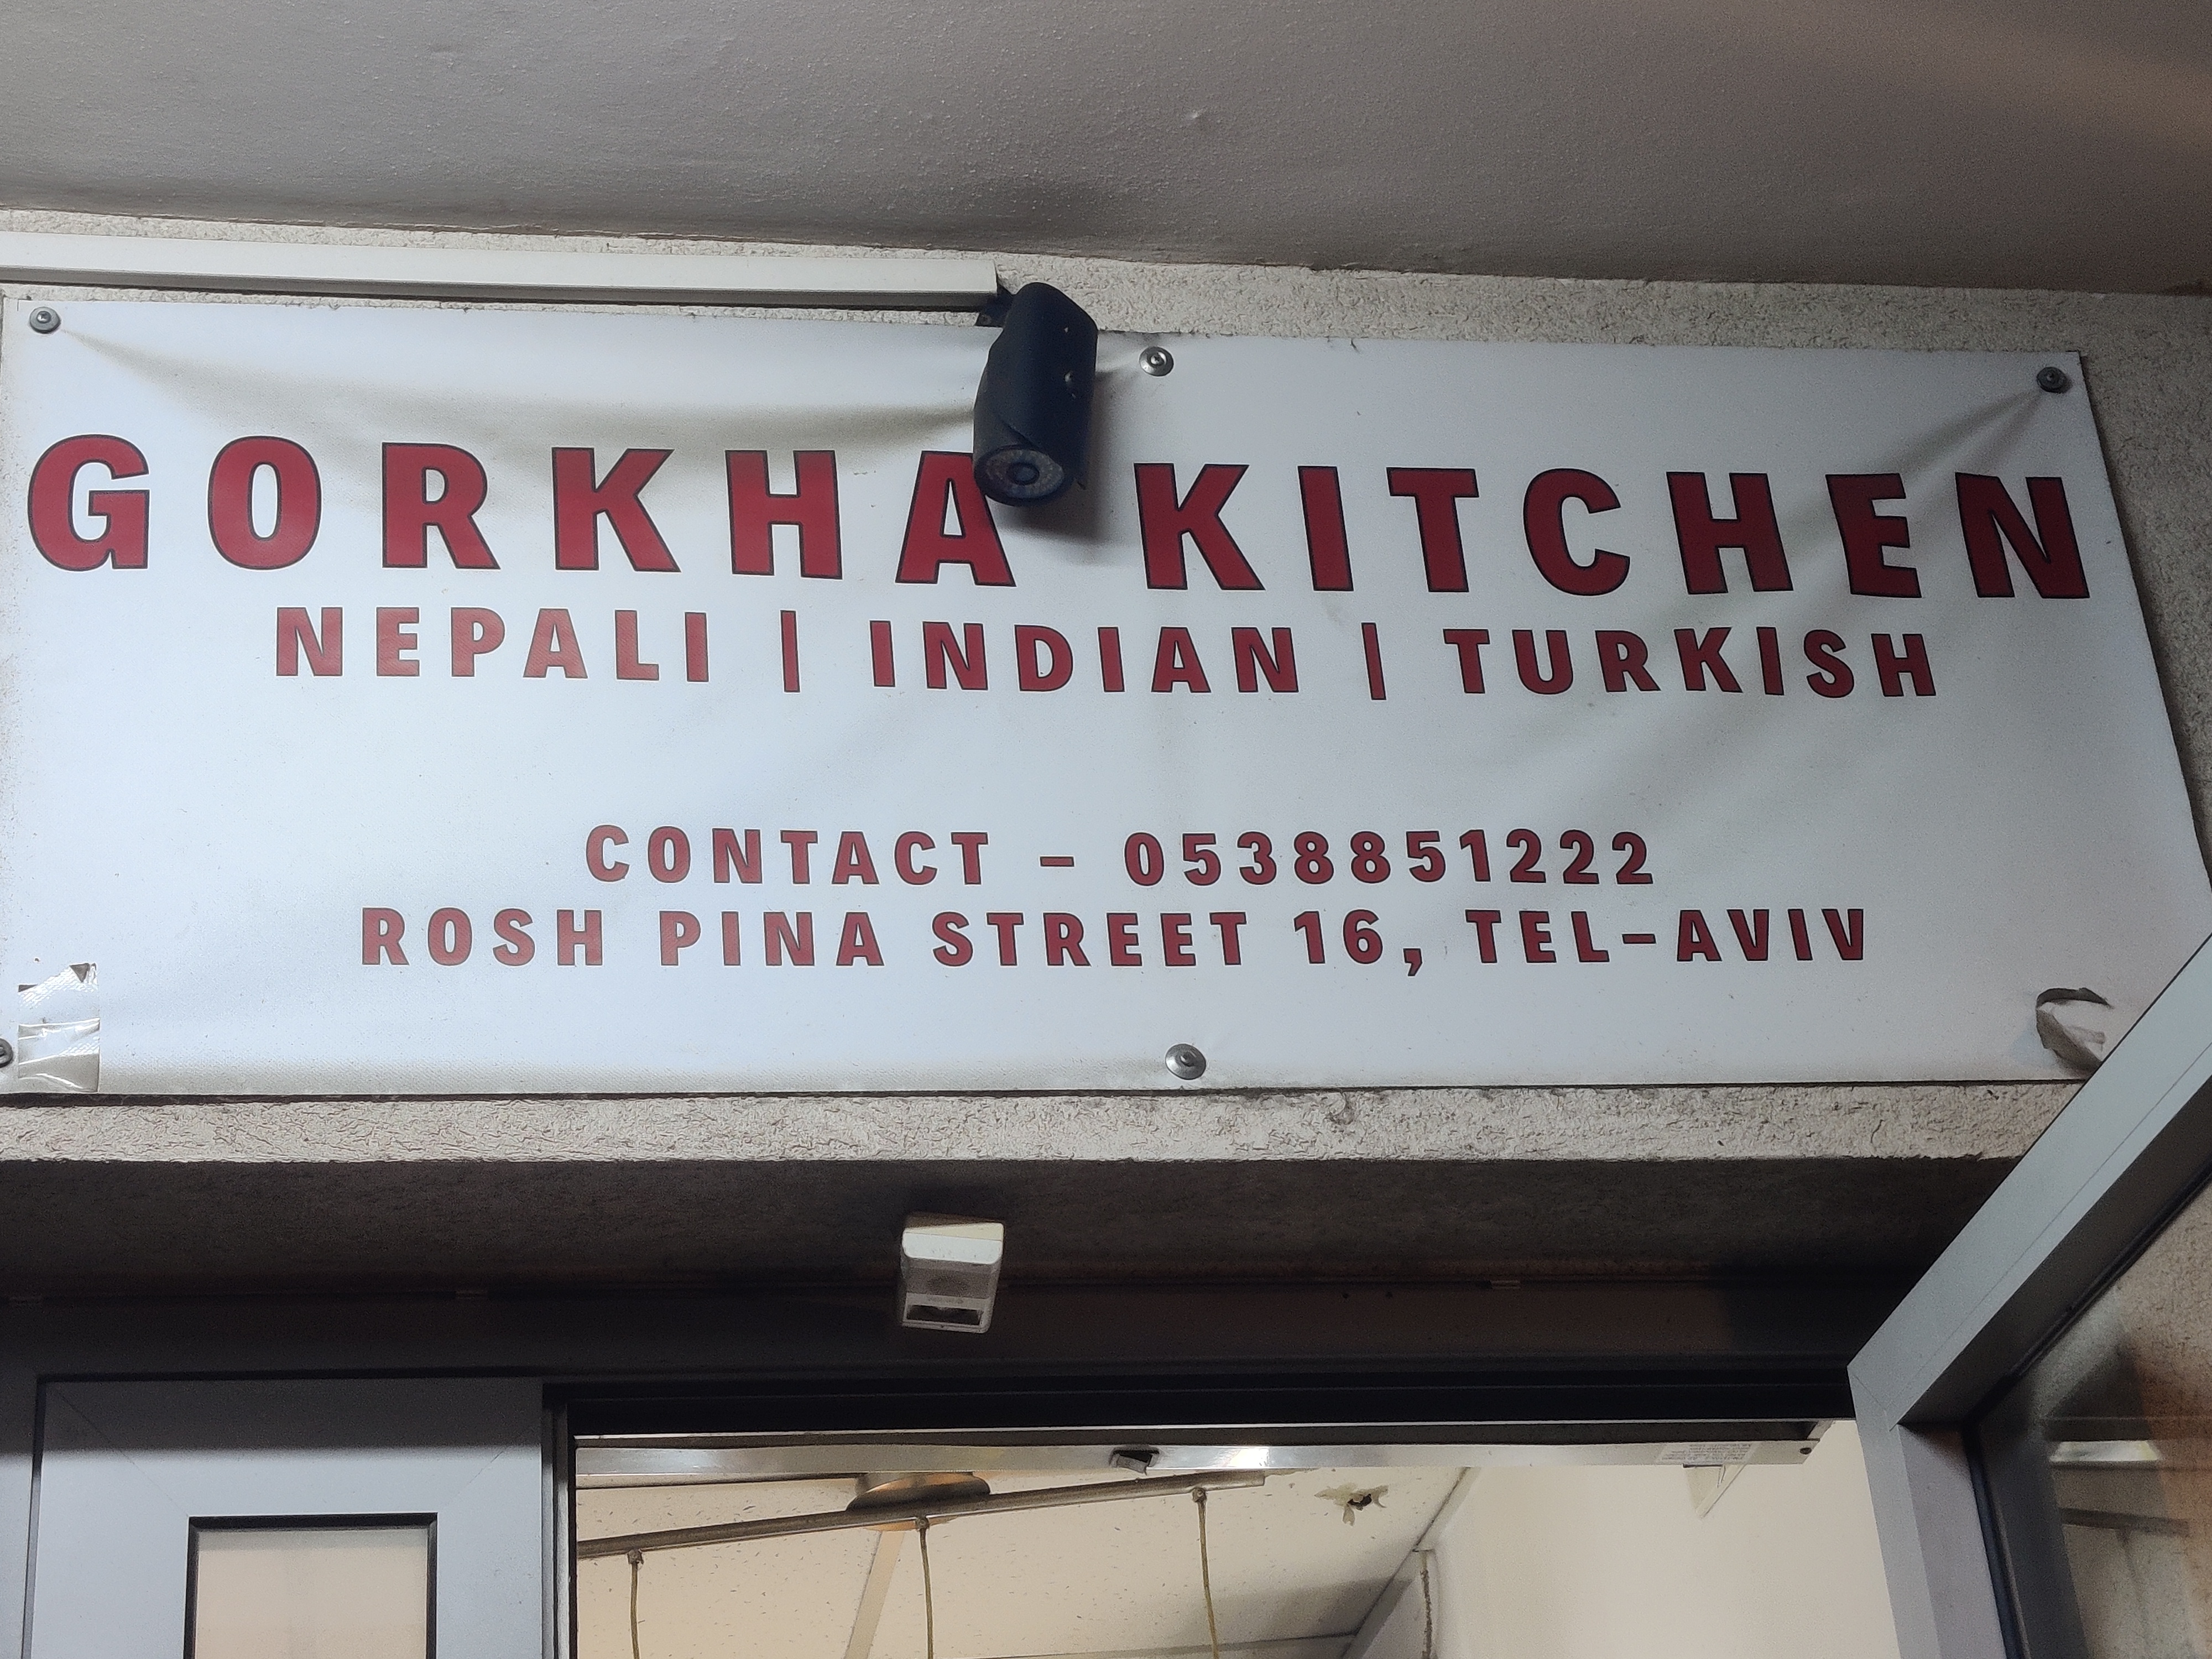 GORKHA KITCHEN
NEPALI | INDIAN | TURKISH
CONTACT - 0538851222
ROSH PINA STREET 16, TEL-AVIV